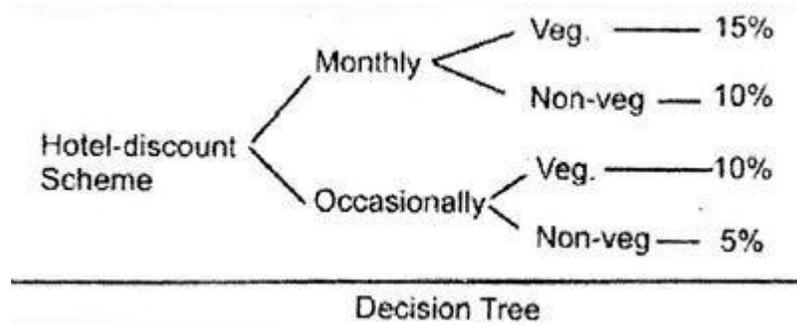 Veg. 15%
Monthly
Non-veg 10%
Hotel-discount
Scheme
Veg. 10%
Occasionally
Non-veg 5%
Decision Tree